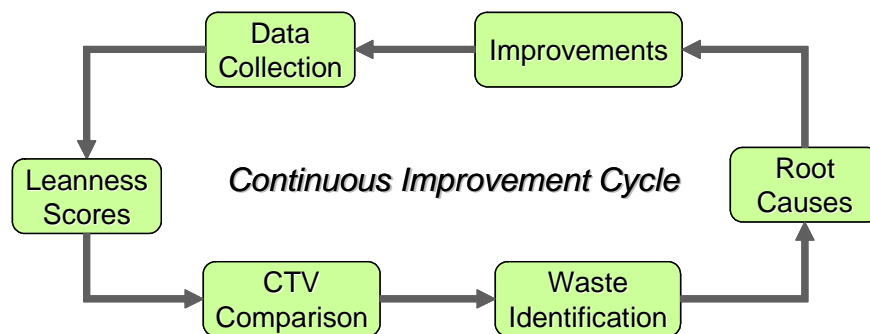 Data
Collection
Improvements
Leanness
Scores
Continuous Improvement Cycle
Root
Causes
CTV
Comparison
Waste
Identification